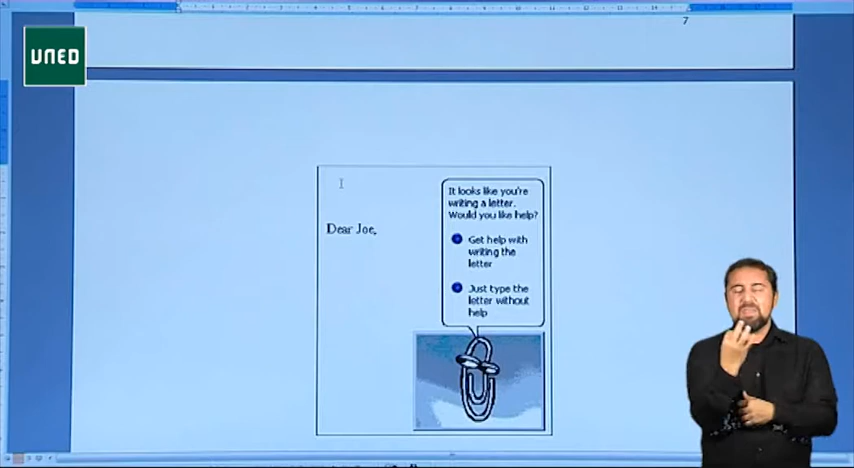 7
UNED
It looks like you're
writing a letter.
Would you like help?
Dear Joe,
Get help with
writing the
letter
Just type the
letter without
help